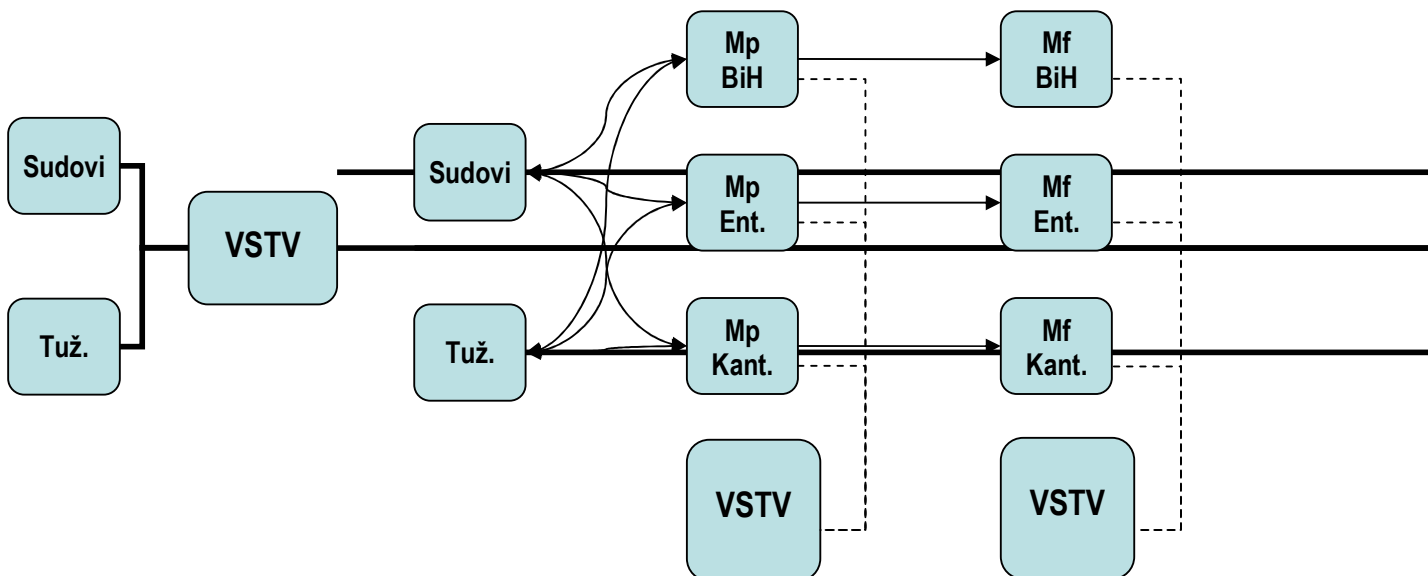 Sudovi
Tuž.
VSTV
Sudovi
Tuž.
Mp
BiH
Mp
Ent.
Mp
Kant.
VSTV
Mf
BiH
Mf
Ent.
Mf
Kant.
VSTV